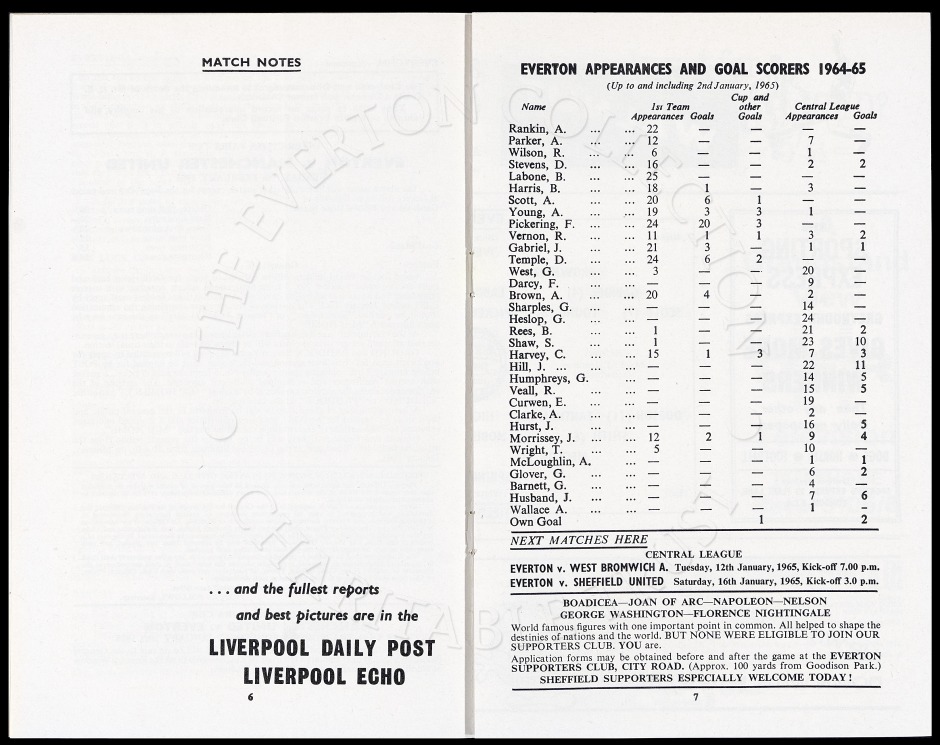 MATCH NOTES
... and the fullest reports
and best pictures are in the
LIVERPOOL DAILY POST
LIVERPOOL ECHO
6
EVERTON APPEARANCES AND GOAL SCORERS 1964-65
(Up to and including 2nd January, 1965)
Name 1st Team Appearances Goals Cup and other Goals Central League Appearances Goals
Rankin, A. ... ... 22 — — — —
Parker, A. ... ... 12 — — 7 —
Wilson, R. ... ... 6 — — 1 —
Stevens, D. ... ... 16 — — 2 2
Labone, B. ... ... 25 — — — —
Harris, B. ... ... 18 1 — 3 —
Scott, A. ... ... 20 6 1 — —
Young, A. ... ... 19 3 3 1 —
Pickering, F. ... ... 24 20 3 — —
Vernon, R. ... ... 11 1 1 3 2
Gabriel, J. ... ... 21 3 — 1 1
Temple, D. ... ... 24 6 2 — —
West, G. ... ... 3 — — 20 —
Darcy, F. ... ... — — — 9 —
Brown, A. ... ... 20 4 — 2 —
Sharples, G. ... ... — — — 14 —
Heslop, G. ... ... — — — 24 —
Rees, B. ... ... 1 — — 21 2
Shaw, S. ... ... 1 — — 23 10
Harvey, C. ... ... 15 1 3 7 3
Hill, J. ... ... ... — — — 22 11
Humphreys, G. ... — — — 14 5
Veall, R. ... ... — — — 15 5
Curwen, E. ... ... — — — 19 —
Clarke, A. ... ... — — — 2 —
Hurst, J. ... ... — — — 16 5
Morrissey, J. ... ... 12 2 1 9 4
Wright, T. ... ... 5 — — 10 —
McLoughlin, A. ... — — — 1 1
Glover, G. ... ... — — — 6 2
Barnett, G. ... ... — — — 4 —
Husband, J. ... ... — — — 7 6
Wallace A. ... ... — — — 1 –
Own Goal 1 2
NEXT MATCHES HERE
CENTRAL LEAGUE
EVERTON v. WEST BROMWICH A. Tuesday, 12th January, 1965, Kick-off 7.00 p.m.
EVERTON v. SHEFFIELD UNITED Saturday, 16th January, 1965, Kick-off 3.0 p.m.
BOADICEA—JOAN OF ARC—NAPOLEON—NELSON
GEORGE WASHINGTON—FLORENCE NIGHTINGALE
World famous figures with one important point in common. All helped to shape the
destinies of nations and the world. BUT NONE WERE ELIGIBLE TO JOIN OUR
SUPPORTERS CLUB. YOU are.
Application forms may be obtained before and after the game at the EVERTON
SUPPORTERS CLUB, CITY ROAD. (Approx. 100 yards from Goodison Park.)
SHEFFIELD SUPPORTERS ESPECIALLY WELCOME TODAY!
7
© THE EVERTON COLLECTION
CHARITABLE TRUST